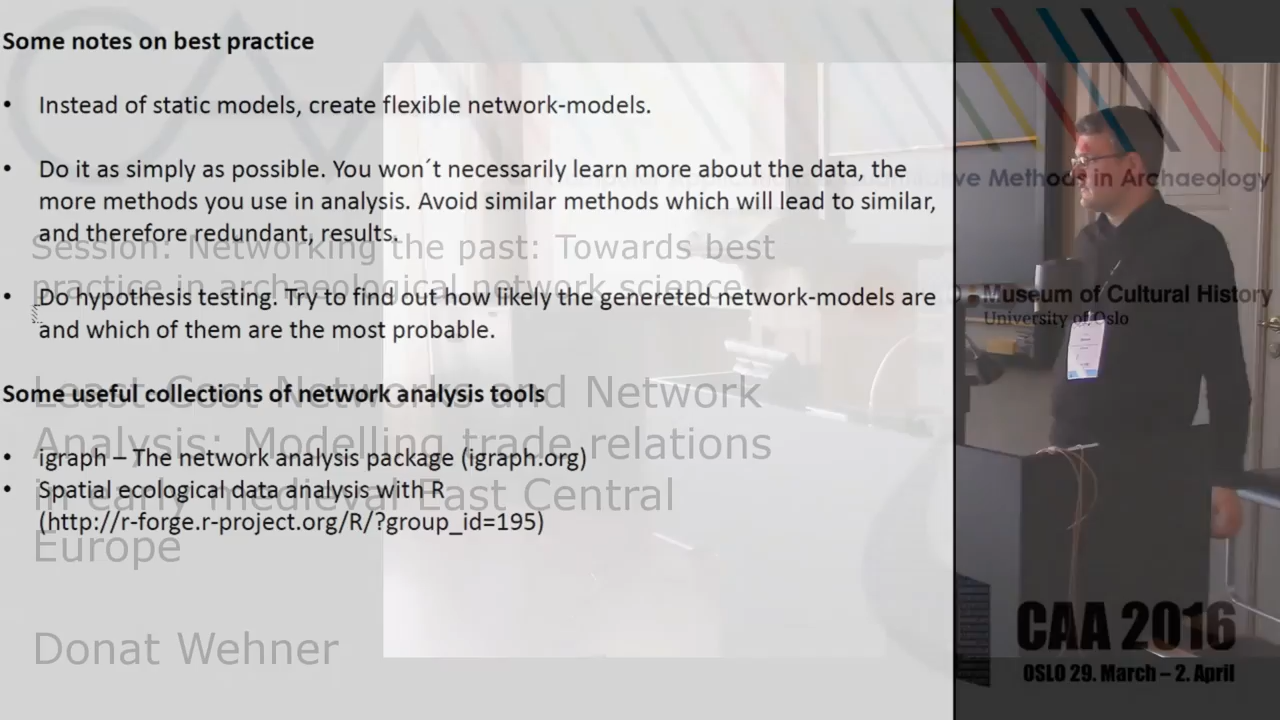 Some notes on best practice
• Instead of static models, create flexible network-models.
• Do it as simply as possible. You won´t necessarily learn more about the data, the
more methods you use in analysis. Avoid similar methods which will lead to similar,
and therefore redundant, results.
• Do hypothesis testing. Try to find out how likely the genereted network-models are
and which of them are the most probable.
Some useful collections of network analysis tools
• igraph – The network analysis package (igraph.org)
• Spatial ecological data analysis with R
(http://r-forge.r-project.org/R/?group_id=195)
Session: Networking the past: Towards best
practice in archaeological network science
Least Cost Networks and Network
Analysis: Modelling trade relations
in early medieval East Central
Europe
Donat Wehner
Methods in Archaeology
Museum of Cultural History
University of Oslo
CAA 2016
OSLO 29. March – 2. April